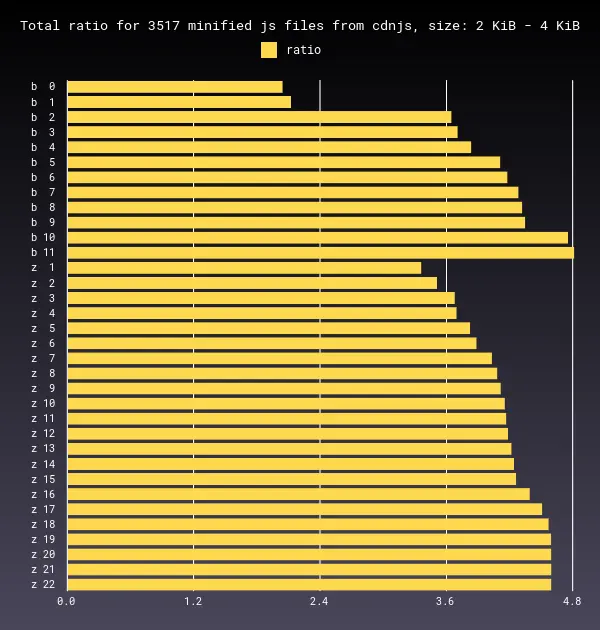 Total ratio for 3517 minified js files from cdnjs, size: 2 KiB - 4 KiB
ratio
b 0
b 1
b 2
b 3
b 4
b 5
b 6
b 7
b 8
b 9
b 10
b 11
z 1
z 2
z 3
z 4
z 5
z 6
z 7
z 8
z 9
z 10
z 11
z 12
z 13
z 14
z 15
z 16
z 17
z 18
z 19
z 20
z 21
z 22
0.0 1.2 2.4 3.6 4.8